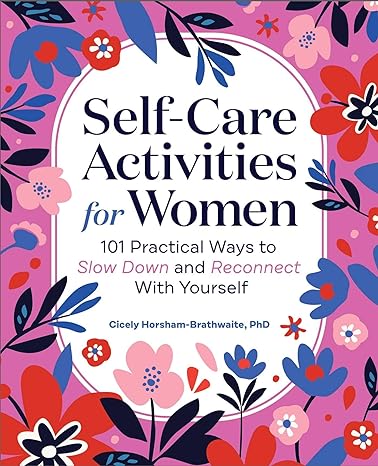 Self-Care
Activities
for Women
101 Practical Ways to
Slow Down and Reconnect
With Yourself
Cicely Horsham-Brathwaite, PhD